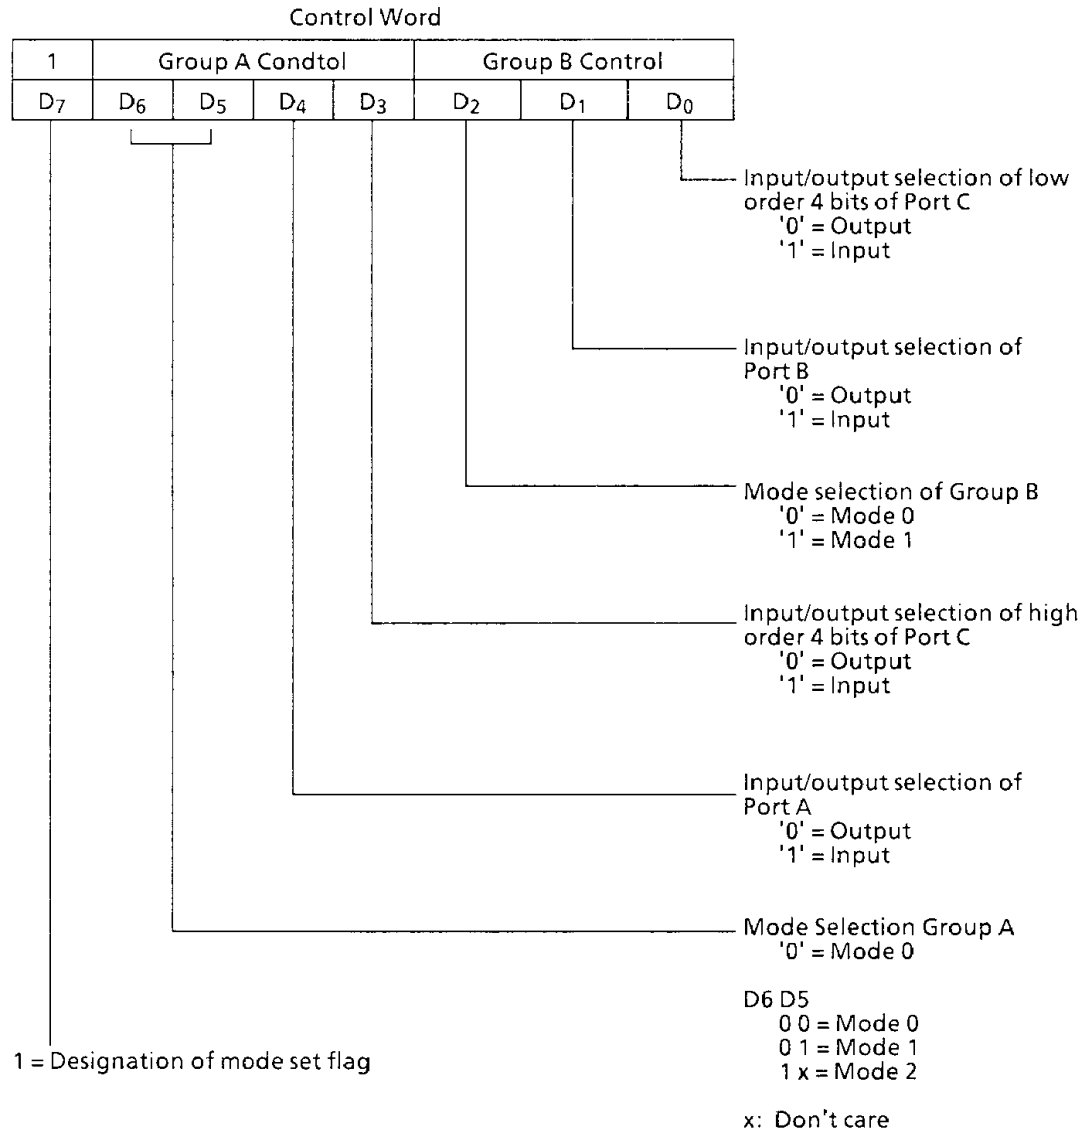 Control Word
1 Group A Condtol Group B Control
D7 D6 D5 D4 D3 D2 D1 D0
Input/output selection of low
order 4 bits of Port C
'0' = Output
'1' = Input
Input/output selection of
Port B
'0' = Output
'1' = Input
Mode selection of Group B
'0' = Mode 0
'1' = Mode 1
Input/output selection of high
order 4 bits of Port C
'0' = Output
'1' = Input
Input/output selection of
Port A
'0' = Output
'1' = Input
Mode Selection Group A
'0' = Mode 0
D6 D5
0 0 = Mode 0
0 1 = Mode 1
1 x = Mode 2
1 = Designation of mode set flag
x: Don't care